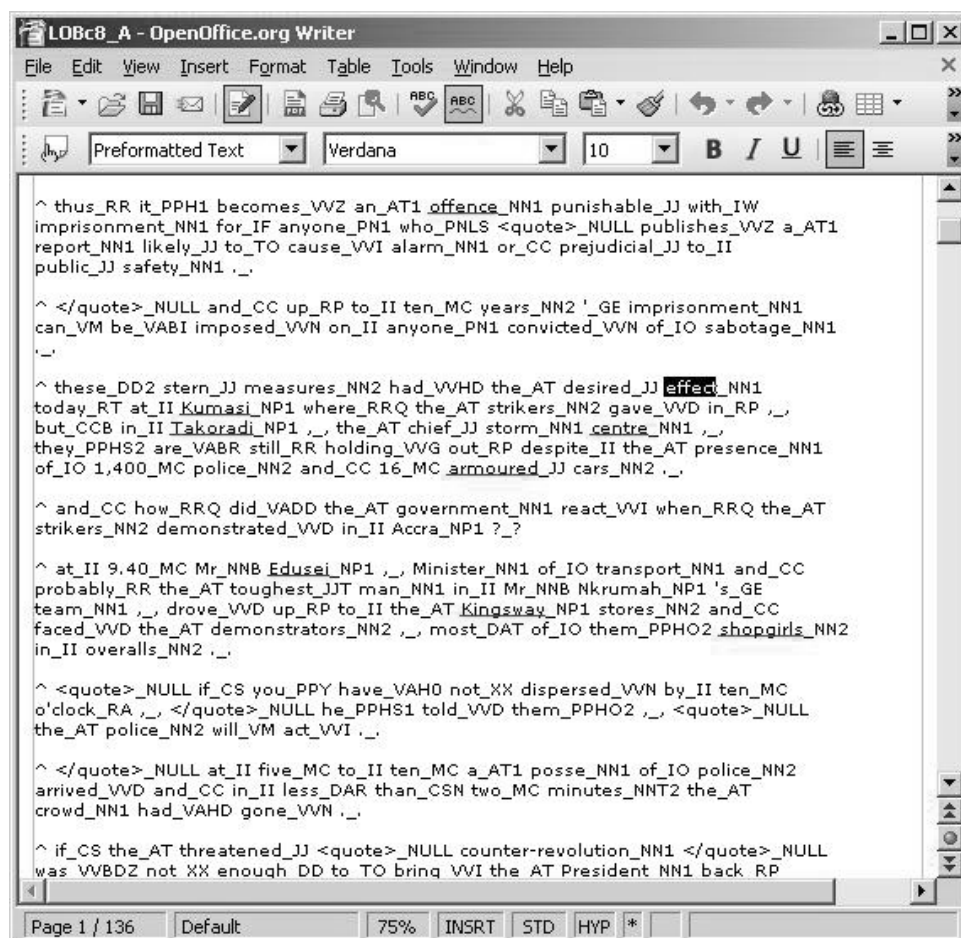 LOBc8_A - OpenOffice.org Writer
File Edit View Insert Format Table Tools Window Help
ABC ABC
Preformatted Text Verdana 10 B I U
^ thus_RR it_PPH1 becomes_VVZ an_AT1 offence_NN1 punishable_JJ with_IW
imprisonment_NN1 for_IF anyone_PN1 who_PNLS <quote>_NULL publishes_VVZ a_AT1
report_NN1 likely_JJ to_TO cause_VVI alarm_NN1 or_CC prejudicial_JJ to_II
public_JJ safety_NN1 ._.
^ </quote>_NULL and_CC up_RP to_II ten_MC years_NN2 '_GE imprisonment_NN1
can_VM be_VABI imposed_VVN on_II anyone_PN1 convicted_VVN of_IO sabotage_NN1
._.
^ these_DD2 stern_JJ measures_NN2 had_VVHD the_AT desired_JJ effect_NN1
today_RT at_II Kumasi_NP1 where_RRQ the_AT strikers_NN2 gave_VVD in_RP ,_,
but_CCB in_II Takoradi_NP1 ,_, the_AT chief_JJ storm_NN1 centre_NN1 ,_,
they_PPHS2 are_VABR still_RR holding_VVG out_RP despite_II the_AT presence_NN1
of_IO 1,400_MC police_NN2 and_CC 16_MC armoured_JJ cars_NN2 ._.
^ and_CC how_RRQ did_VADD the_AT government_NN1 react_VVI when_RRQ the_AT
strikers_NN2 demonstrated_VVD in_II Accra_NP1 ?_?
^ at_II 9.40_MC Mr_NNB Edusei_NP1 ,_, Minister_NN1 of_IO transport_NN1 and_CC
probably_RR the_AT toughest_JJT man_NN1 in_II Mr_NNB Nkrumah_NP1 's_GE
team_NN1 ,_, drove_VVD up_RP to_II the_AT Kingsway_NP1 stores_NN2 and_CC
faced_VVD the_AT demonstrators_NN2 ,_, most_DAT of_IO them_PPHO2 shopgirls_NN2
in_II overalls_NN2 ._.
^ <quote>_NULL if_CS you_PPY have_VAH0 not_XX dispersed_VVN by_II ten_MC
o'clock_RA ,_, </quote>_NULL he_PPHS1 told_VVD them_PPHO2 ,_, <quote>_NULL
the_AT police_NN2 will_VM act_VVI ._.
^ </quote>_NULL at_II five_MC to_II ten_MC a_AT1 posse_NN1 of_IO police_NN2
arrived_VVD and_CC in_II less_DAR than_CSN two_MC minutes_NNT2 the_AT
crowd_NN1 had_VAHD gone_VVN ._.
^ if_CS the_AT threatened_JJ <quote>_NULL counter-revolution_NN1 </quote>_NULL
was_VVBDZ not_XX enough_DD to_TO bring_VVI the_AT President_NN1 back_RP
Page 1 / 136 Default 75% INSRT STD HYP *